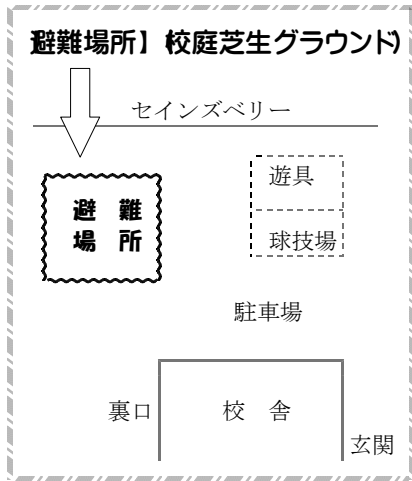 避難場所】 校庭芝生グラウンド)
セインズベリー
避 難
場 所
遊具
球技場
駐車場
裏口
校 舎
玄関